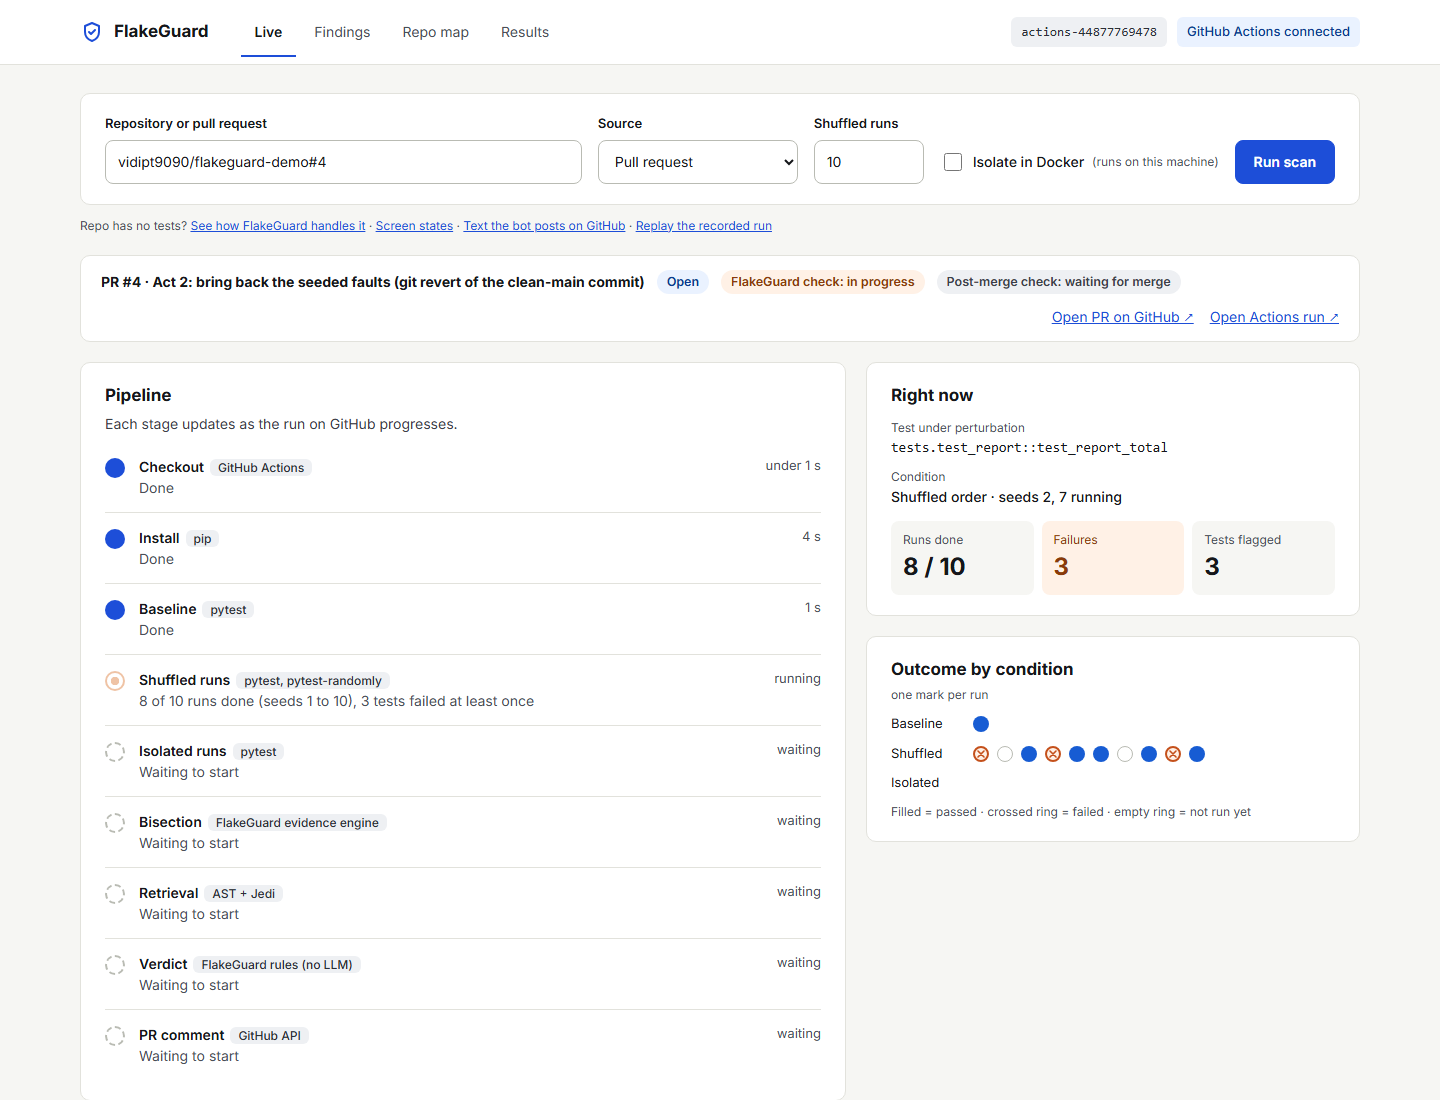 FlakeGuard
Live
Findings
Repo map
Results
actions-44877769478
GitHub Actions connected
Repository or pull request
Source
Shuffled runs
vidipt9090/flakeguard-demo#4
Pull request
10
Isolate in Docker (runs on this machine)
Run scan
Repo has no tests? See how FlakeGuard handles it · Screen states · Text the bot posts on GitHub · Replay the recorded run
PR #4 · Act 2: bring back the seeded faults (git revert of the clean-main commit)
Open
FlakeGuard check: in progress
Post-merge check: waiting for merge
Open PR on GitHub ↗
Open Actions run ↗
Pipeline
Each stage updates as the run on GitHub progresses.
Checkout GitHub Actions under 1 s
Done
Install pip 4 s
Done
Baseline pytest 1 s
Done
Shuffled runs pytest, pytest-randomly running
8 of 10 runs done (seeds 1 to 10), 3 tests failed at least once
Isolated runs pytest waiting
Waiting to start
Bisection FlakeGuard evidence engine waiting
Waiting to start
Retrieval AST + Jedi waiting
Waiting to start
Verdict FlakeGuard rules (no LLM) waiting
Waiting to start
PR comment GitHub API waiting
Waiting to start
Right now
Test under perturbation
tests.test_report::test_report_total
Condition
Shuffled order · seeds 2, 7 running
Runs done
8 / 10
Failures
3
Tests flagged
3
Outcome by condition
one mark per run
Baseline
Shuffled
Isolated
Filled = passed · crossed ring = failed · empty ring = not run yet